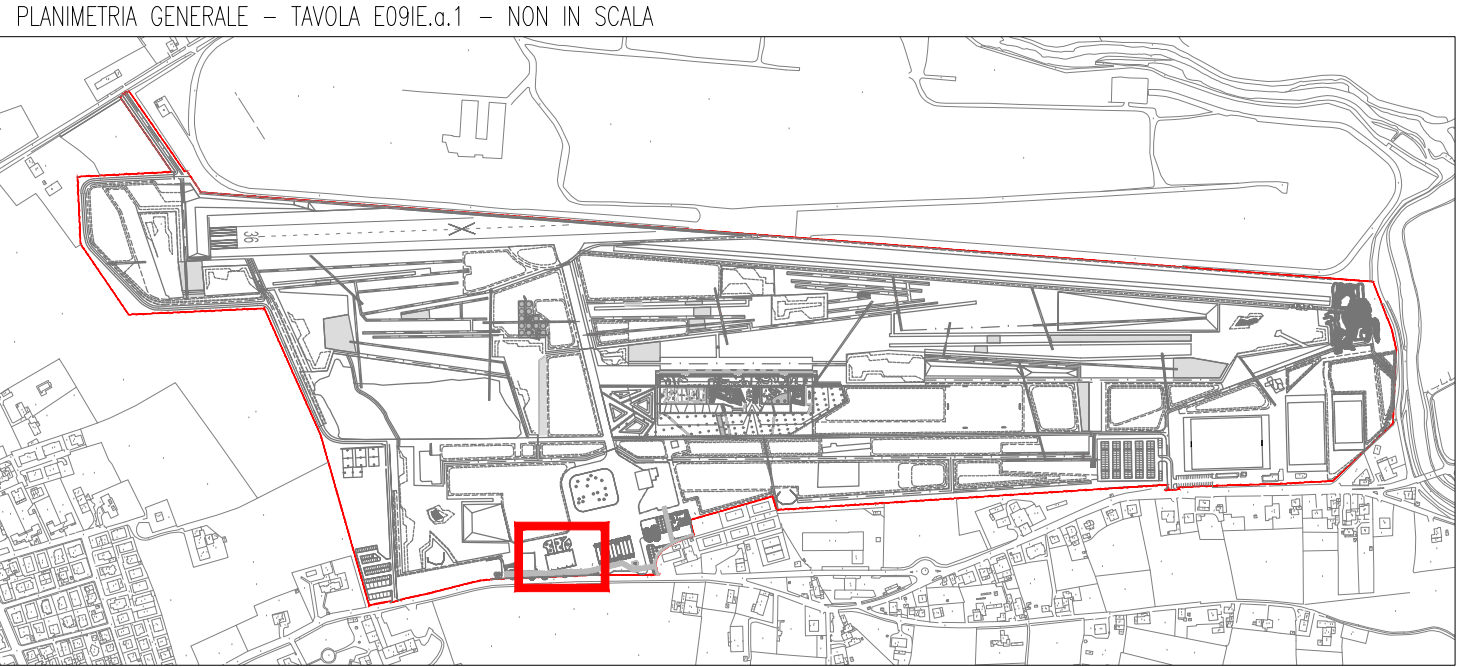 PLANIMETRIA GENERALE – TAVOLA E09IE.a.1 – NON IN SCALA
36